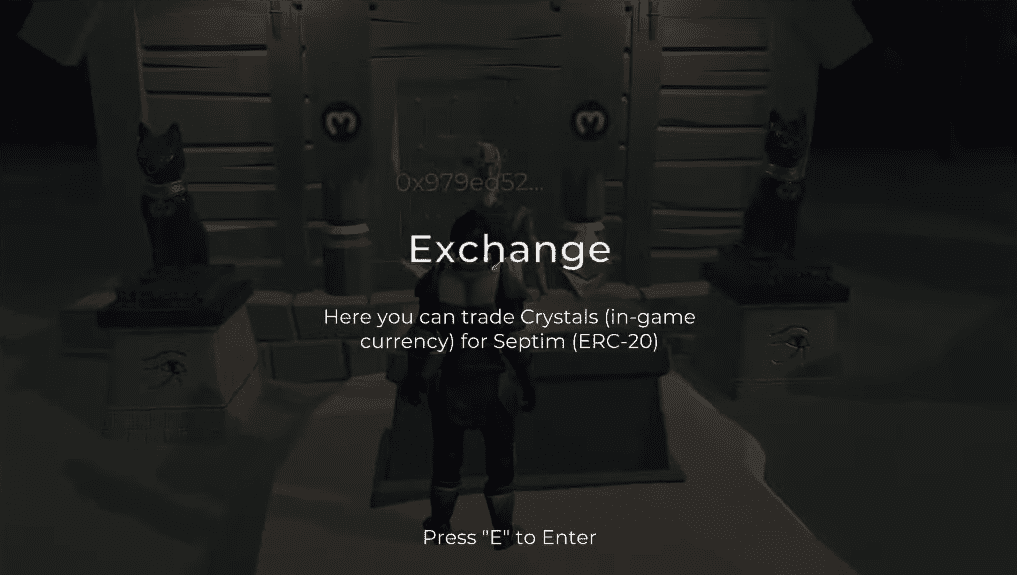 0x979ed52...
Exchange
Here you can trade Crystals (in-game
currency) for Septim (ERC-20)
Press "E" to Enter